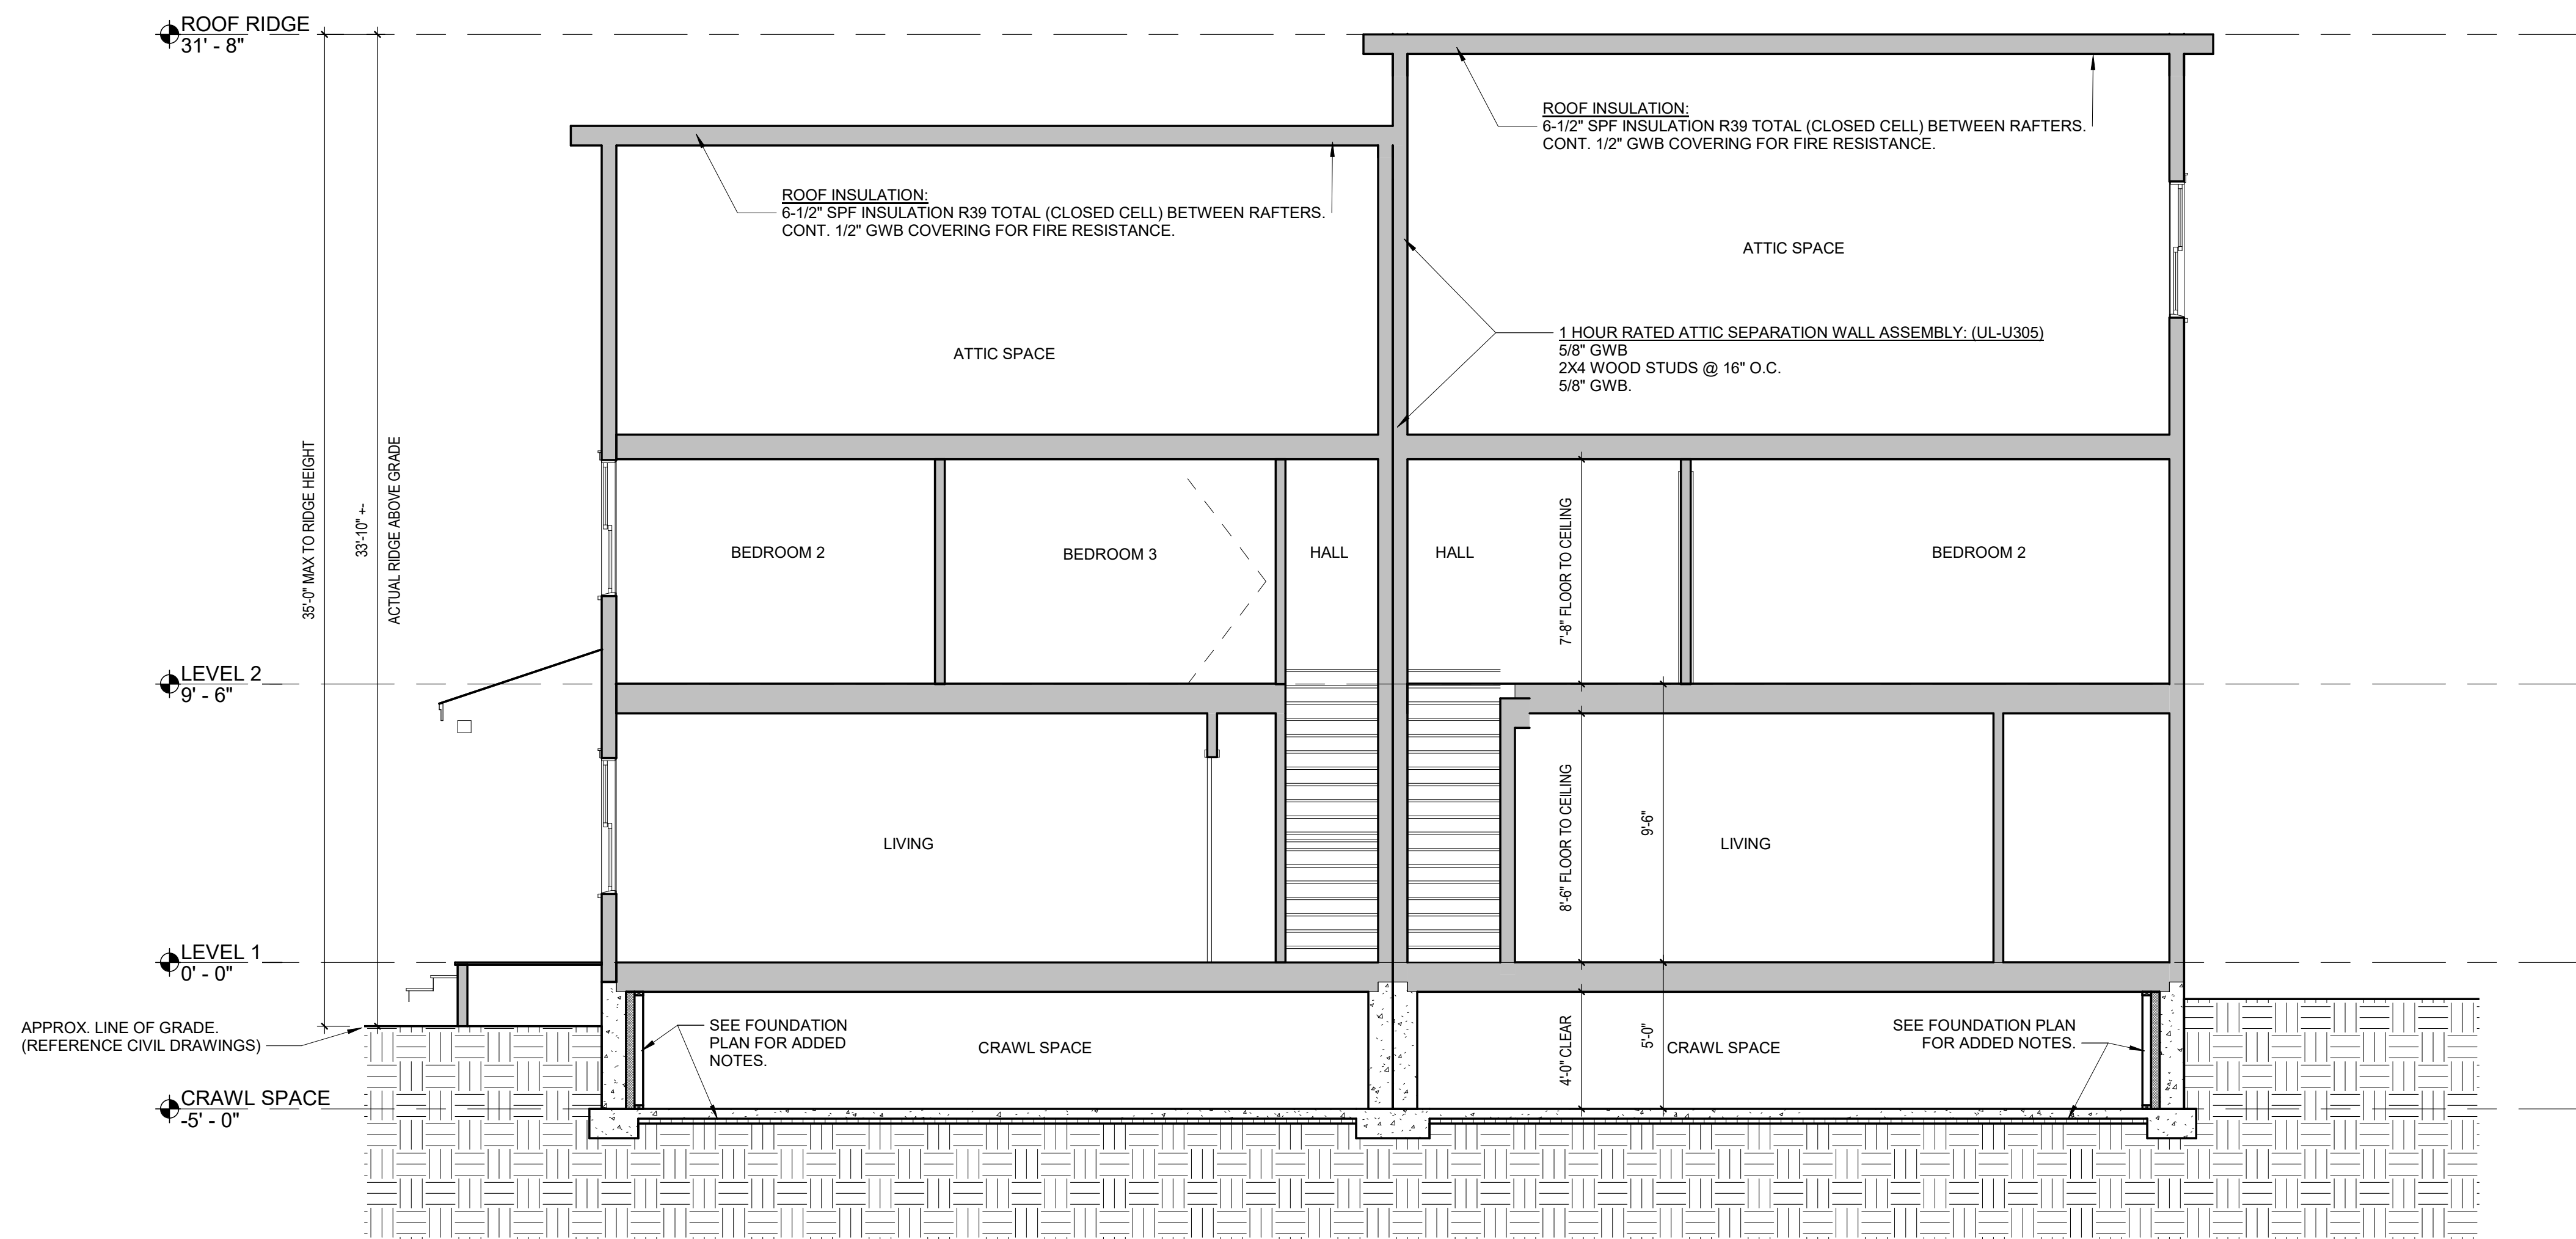 ROOF RIDGE
31' - 8"
ROOF INSULATION:
6-1/2" SPF INSULATION R39 TOTAL (CLOSED CELL) BETWEEN RAFTERS.
CONT. 1/2" GWB COVERING FOR FIRE RESISTANCE.
ROOF INSULATION:
6-1/2" SPF INSULATION R39 TOTAL (CLOSED CELL) BETWEEN RAFTERS.
CONT. 1/2" GWB COVERING FOR FIRE RESISTANCE.
ATTIC SPACE
1 HOUR RATED ATTIC SEPARATION WALL ASSEMBLY: (UL-U305)
5/8" GWB
2X4 WOOD STUDS @ 16" O.C.
5/8" GWB.
ATTIC SPACE
35'-0" MAX TO RIDGE HEIGHT
33'-10" +-
ACTUAL RIDGE ABOVE GRADE
BEDROOM 2
BEDROOM 3
HALL
HALL
7'-8" FLOOR TO CEILING
BEDROOM 2
LEVEL 2
9' - 6"
LIVING
8'-6" FLOOR TO CEILING
9'-6"
LIVING
LEVEL 1
0' - 0"
APPROX. LINE OF GRADE.
(REFERENCE CIVIL DRAWINGS)
SEE FOUNDATION
PLAN FOR ADDED
NOTES.
CRAWL SPACE
4'-0" CLEAR
5'-0"
CRAWL SPACE
SEE FOUNDATION PLAN
FOR ADDED NOTES.
CRAWL SPACE
-5' - 0"